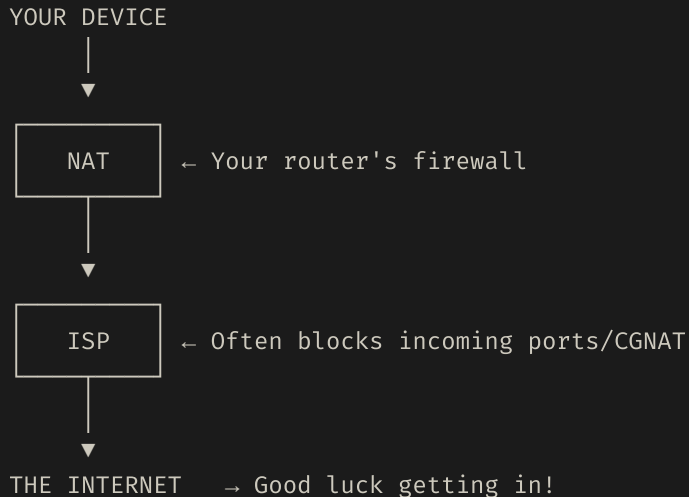 YOUR DEVICE
NAT ← Your router's firewall
ISP ← Often blocks incoming ports/CGNAT
THE INTERNET → Good luck getting in!